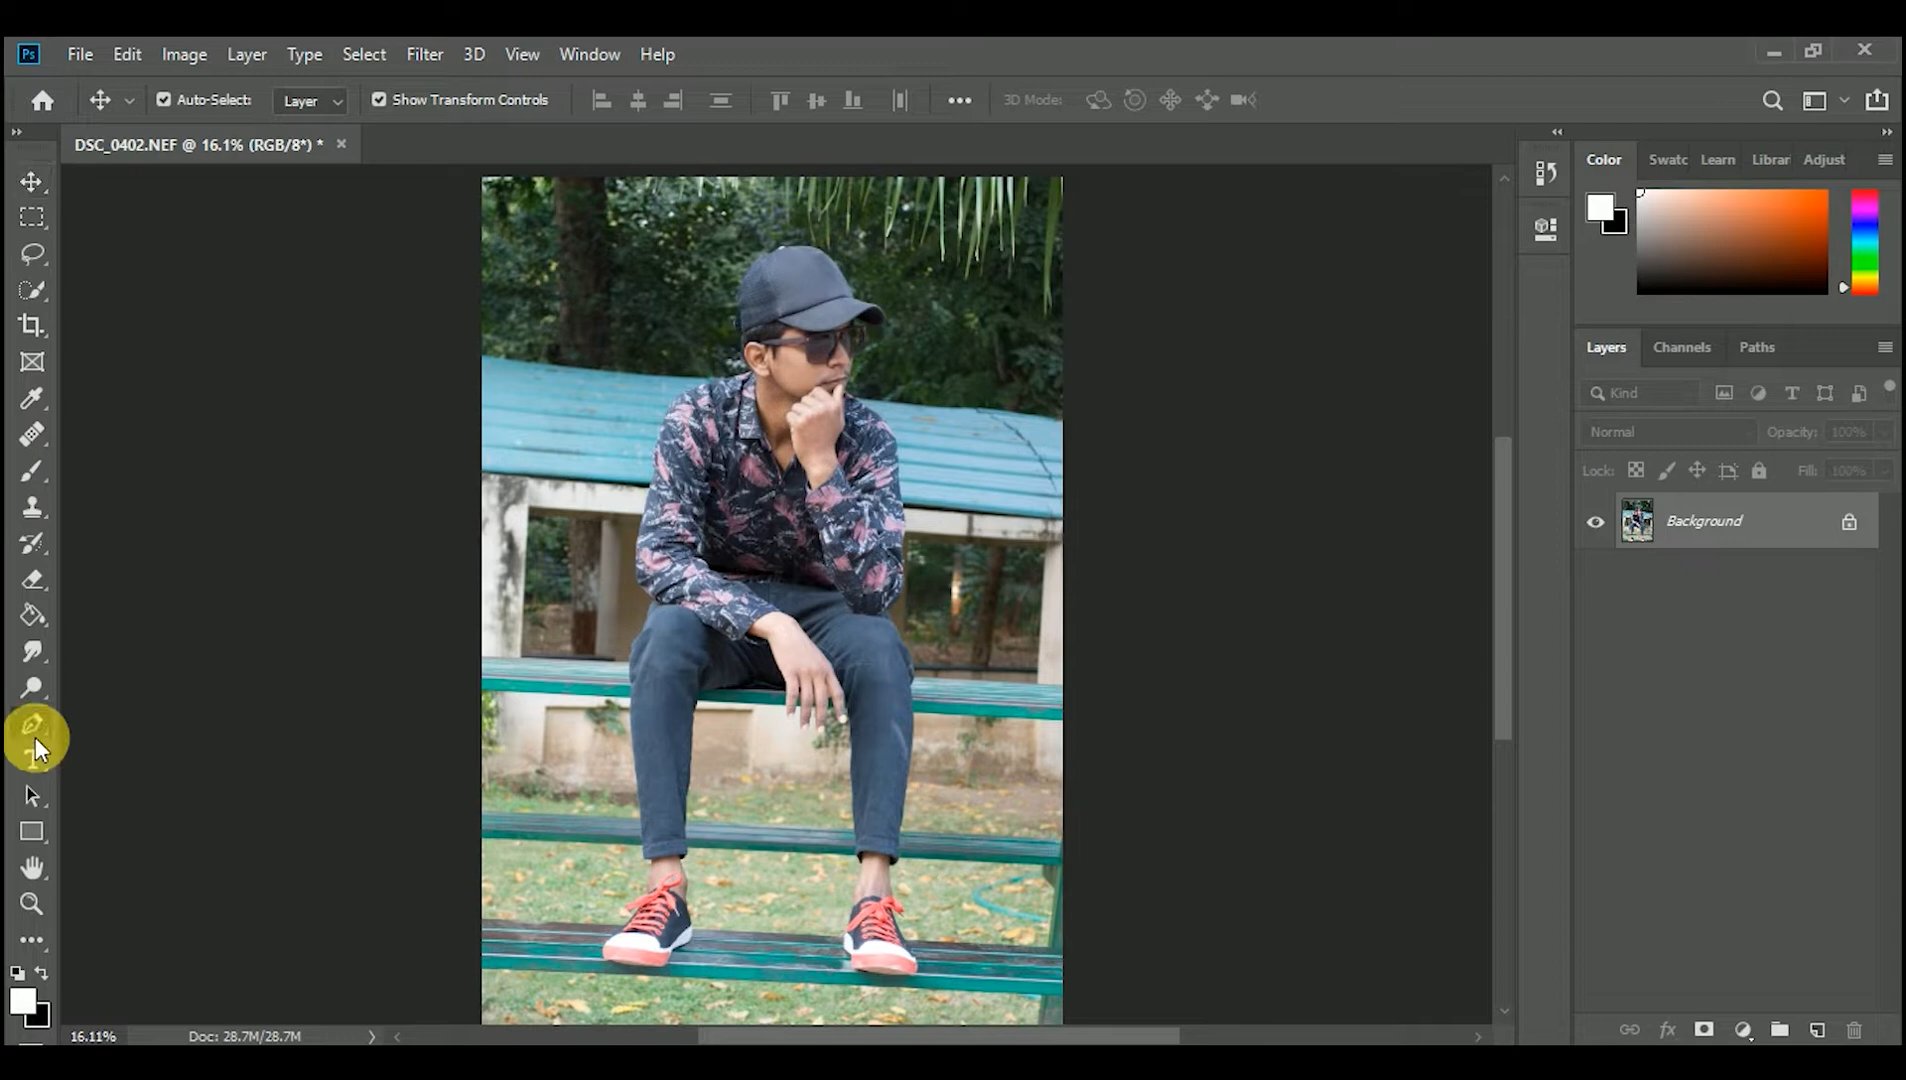 Ps File Edit Image Layer Type Select Filter 3D View Window Help
Auto-Select: Layer Show Transform Controls ••• 3D Mode:
DSC_0402.NEF @ 16.1% (RGB/8*) * ×
Color Swatc Learn Librar Adjust
Layers Channels Paths
Kind
Normal Opacity: 100%
Lock: Fill: 100%
Background
fx
16.11% Doc: 28.7M/28.7M